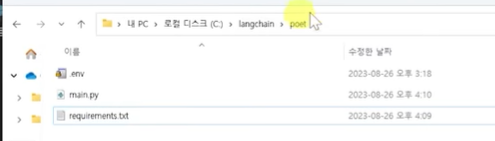 내 PC > 로컬 디스크 (C:) > langchain > poet
이름 수정한 날짜
.env 2023-08-26 오후 3:18
main.py 2023-08-26 오후 4:10
requirements.txt 2023-08-26 오후 4:09